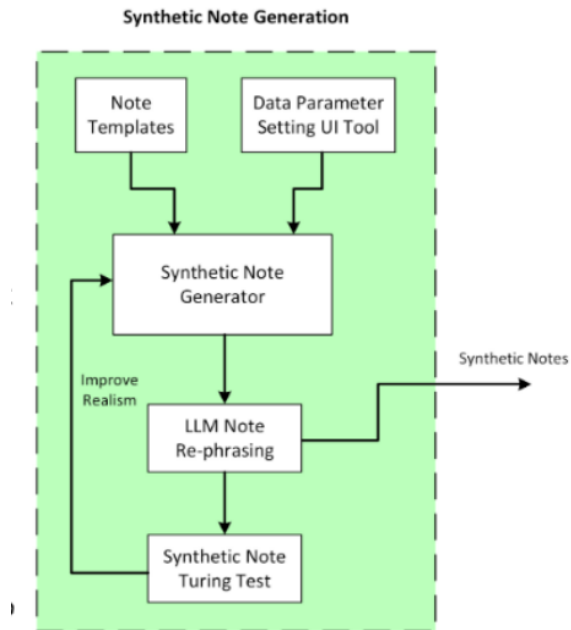 Synthetic Note Generation
Note
Templates
Data Parameter
Setting UI Tool
Synthetic Note
Generator
Synthetic Notes
Improve
Realism
LLM Note
Re-phrasing
Synthetic Note
Turing Test